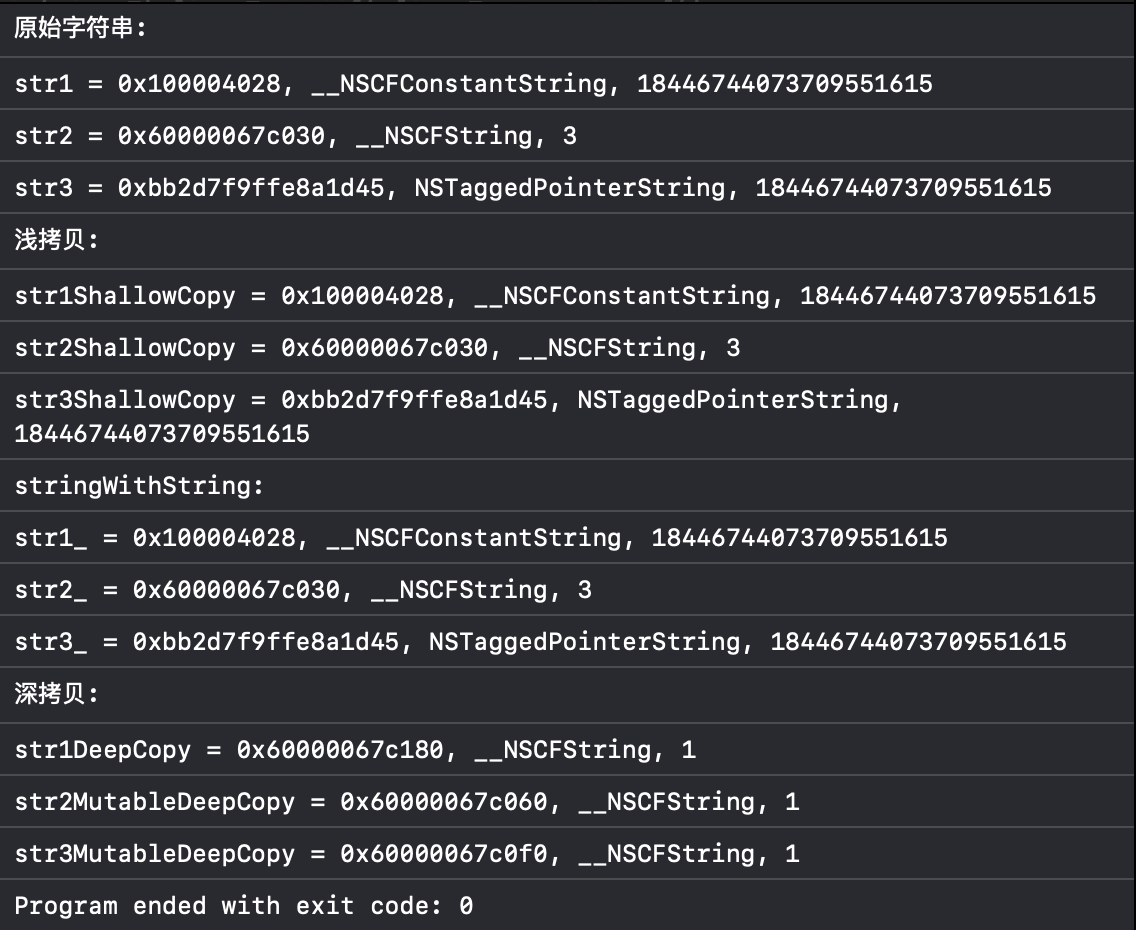 原始字符串:
str1 = 0x100004028, __NSCFConstantString, 18446744073709551615
str2 = 0x60000067c030, __NSCFString, 3
str3 = 0xbb2d7f9ffe8a1d45, NSTaggedPointerString, 18446744073709551615
浅拷贝:
str1ShallowCopy = 0x100004028, __NSCFConstantString, 18446744073709551615
str2ShallowCopy = 0x60000067c030, __NSCFString, 3
str3ShallowCopy = 0xbb2d7f9ffe8a1d45, NSTaggedPointerString,
18446744073709551615
stringWithString:
str1_ = 0x100004028, __NSCFConstantString, 18446744073709551615
str2_ = 0x60000067c030, __NSCFString, 3
str3_ = 0xbb2d7f9ffe8a1d45, NSTaggedPointerString, 18446744073709551615
深拷贝:
str1DeepCopy = 0x60000067c180, __NSCFString, 1
str2MutableDeepCopy = 0x60000067c060, __NSCFString, 1
str3MutableDeepCopy = 0x60000067c0f0, __NSCFString, 1
Program ended with exit code: 0